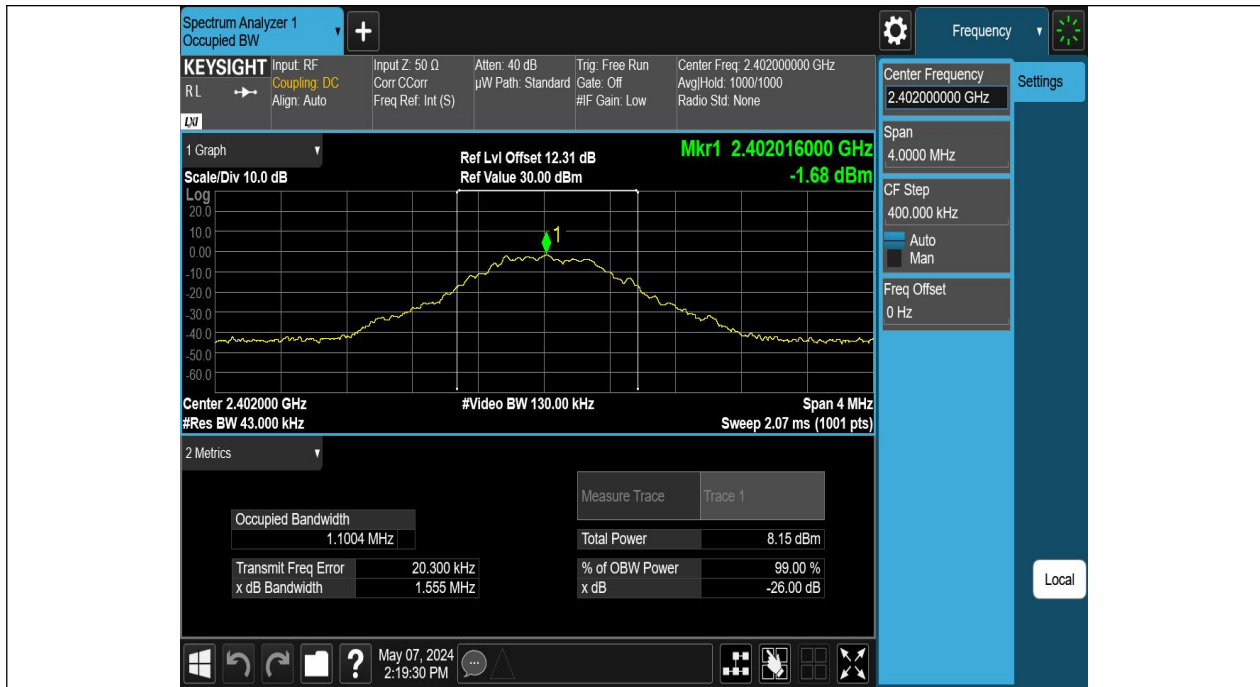 Spectrum Analyzer 1
Occupied BW
+
Frequency
KEYSIGHT
R L
LXI
Input: RF
Coupling: DC
Align: Auto
Input Z: 50 Ω
Corr CCorr
Freq Ref: Int (S)
Atten: 40 dB
µW Path: Standard
Trig: Free Run
Gate: Off
#IF Gain: Low
Center Freq: 2.402000000 GHz
Avg|Hold: 1000/1000
Radio Std: None
Center Frequency
2.402000000 GHz
Settings
Span
4.0000 MHz
CF Step
400.000 kHz
Auto
Man
Freq Offset
0 Hz
Local
1 Graph
Scale/Div 10.0 dB
Ref Lvl Offset 12.31 dB
Ref Value 30.00 dBm
Mkr1 2.402016000 GHz
-1.68 dBm
Log
20.0
10.0
0.00
-10.0
-20.0
-30.0
-40.0
-50.0
-60.0
1
Center 2.402000 GHz
#Video BW 130.00 kHz
Span 4 MHz
#Res BW 43.000 kHz
Sweep 2.07 ms (1001 pts)
2 Metrics
Measure Trace Trace 1
Occupied Bandwidth
1.1004 MHz
Total Power 8.15 dBm
Transmit Freq Error 20.300 kHz
% of OBW Power 99.00 %
x dB Bandwidth 1.555 MHz
x dB -26.00 dB
?
May 07, 2024
2:19:30 PM